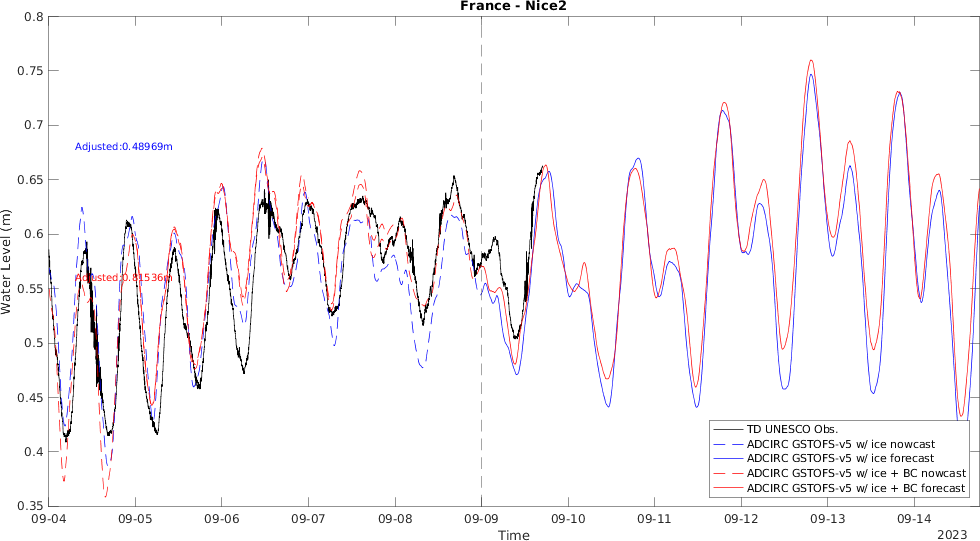 France - Nice2
0.8
0.75
0.7
0.65
0.6
0.55
0.5
0.45
0.4
0.35
Water Level (m)
Adjusted:0.48969m
Adjusted:0.81536m
TD UNESCO Obs.
ADCIRC GSTOFS-v5 w/ ice nowcast
ADCIRC GSTOFS-v5 w/ ice forecast
ADCIRC GSTOFS-v5 w/ ice + BC nowcast
ADCIRC GSTOFS-v5 w/ ice + BC forecast
09-04 09-05 09-06 09-07 09-08 09-09 09-10 09-11 09-12 09-13 09-14
Time
2023